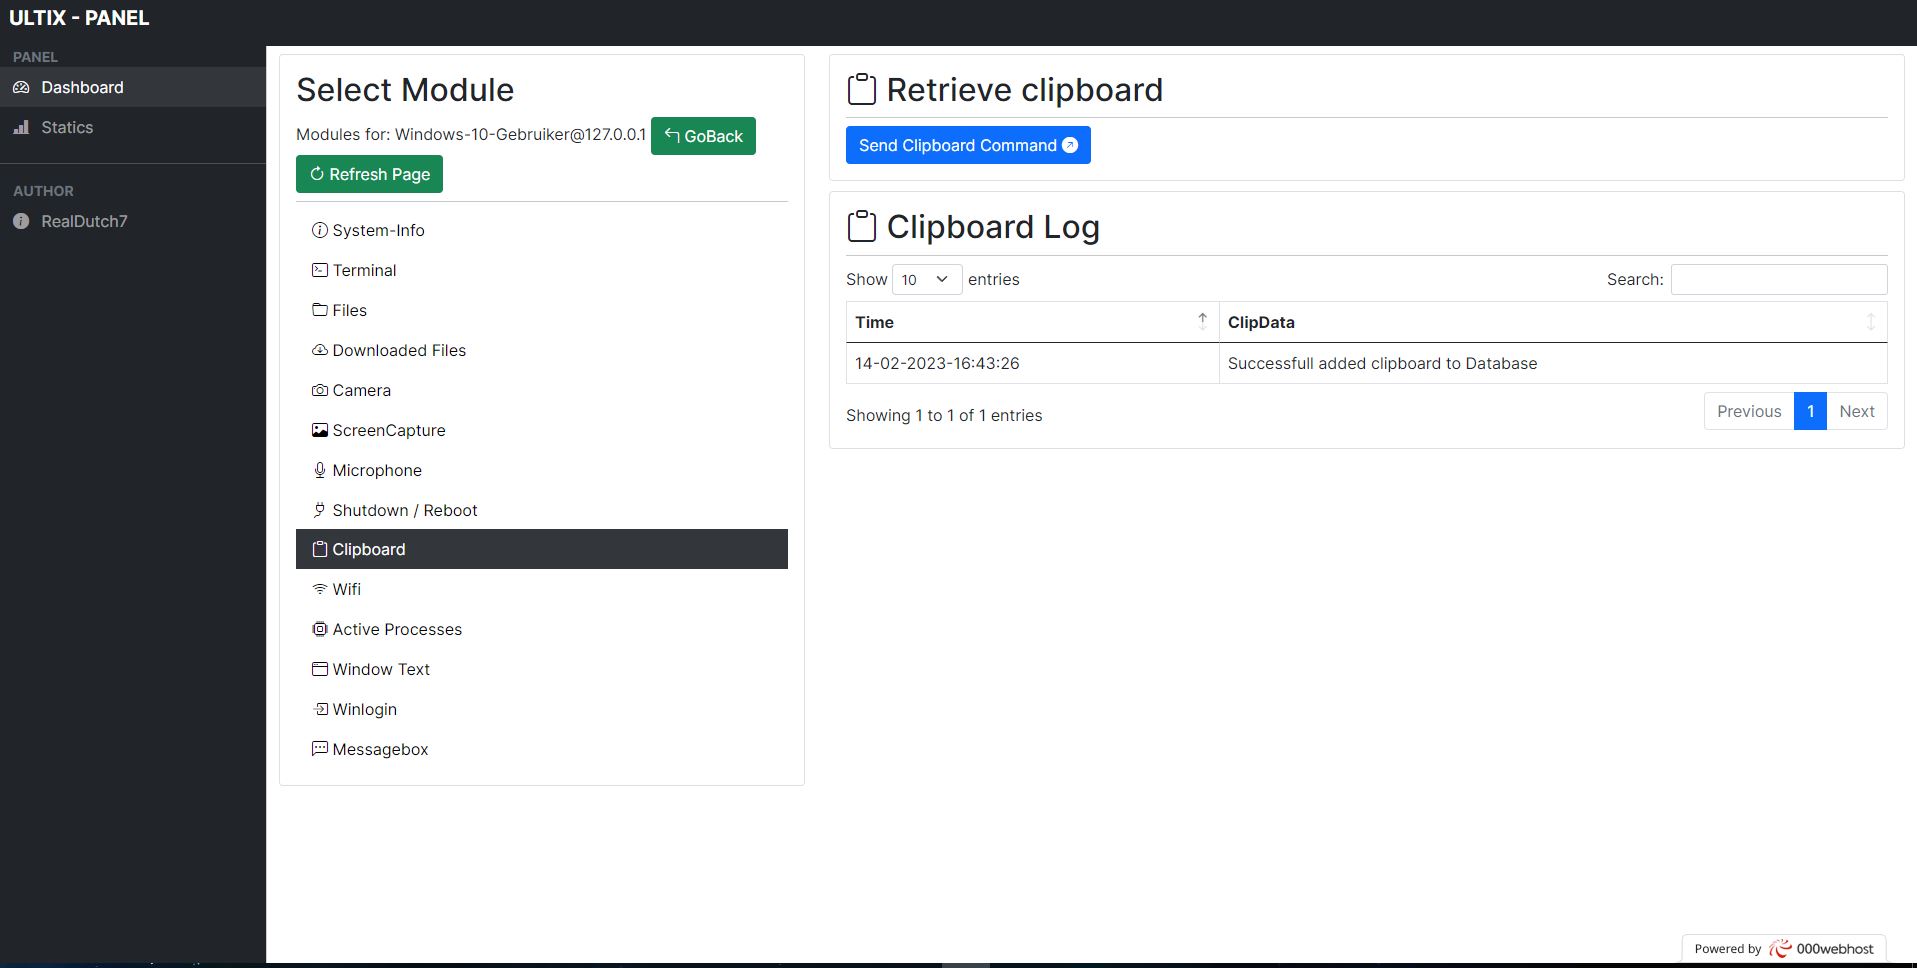 ULTIX - PANEL
PANEL
Dashboard
Statics
AUTHOR
RealDutch7
Select Module
Modules for: Windows-10-Gebruiker@127.0.0.1 GoBack
Refresh Page
System-Info
Terminal
Files
Downloaded Files
Camera
ScreenCapture
Microphone
Shutdown / Reboot
Clipboard
Wifi
Active Processes
Window Text
Winlogin
Messagebox
Retrieve clipboard
Send Clipboard Command
Clipboard Log
Show 10 entries Search:
Time ClipData
14-02-2023-16:43:26 Successfull added clipboard to Database
Showing 1 to 1 of 1 entries Previous 1 Next
Powered by 000webhost